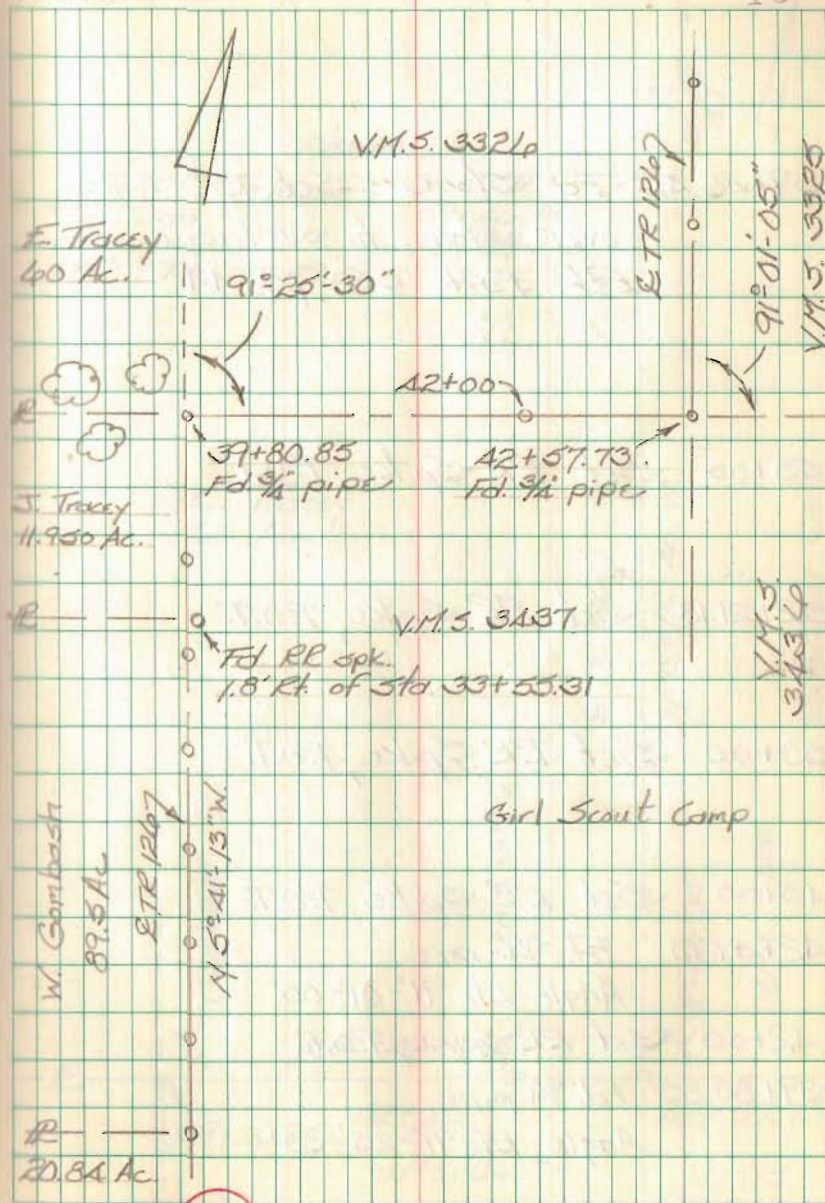 V.M.S. 3326
℄ TR 1267
91°-01'-05"
V.M.S. 3325
E. Tracey
60 Ac.
91°-25'-30"
42+00
39+80.85
Fd. 3/4" pipe
42+57.73
Fd. 3/4" pipe
J. Tracey
11.950 Ac.
V.M.S. 3437
V.M.S.
3436
Fd RR spk.
1.8' Rt. of Sta 33+55.31
Girl Scout Camp
W. Gombash
89.5 Ac
℄ TR 1267
N 5°-41'-13" W.
20.84 Ac.